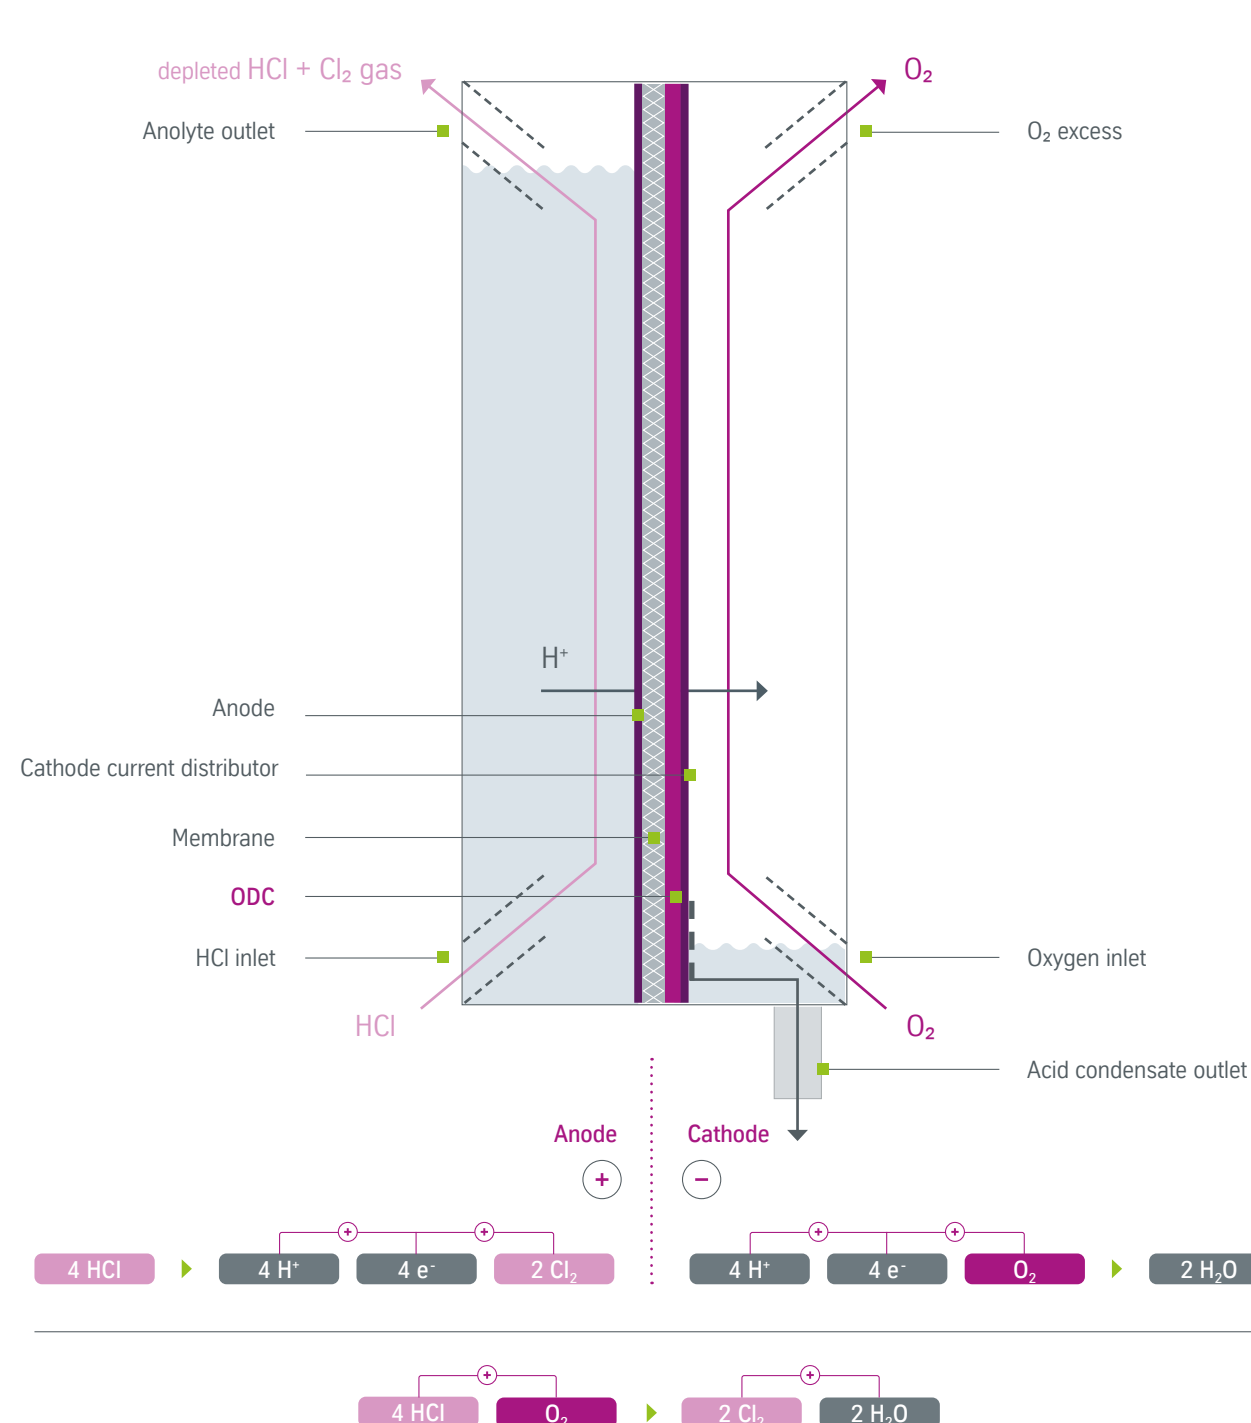 depleted HCl + Cl₂ gas
O₂
Anolyte outlet
O₂ excess
H⁺
Anode
Cathode current distributor
Membrane
ODC
HCl inlet
Oxygen inlet
HCl
O₂
Acid condensate outlet
Anode
Cathode
+
−
+ + + +
4 HCl 4 H⁺ 4 e⁻ 2 Cl₂ 4 H⁺ 4 e⁻ O₂ 2 H₂O
+ +
4 HCl O₂ 2 Cl₂ 2 H₂O